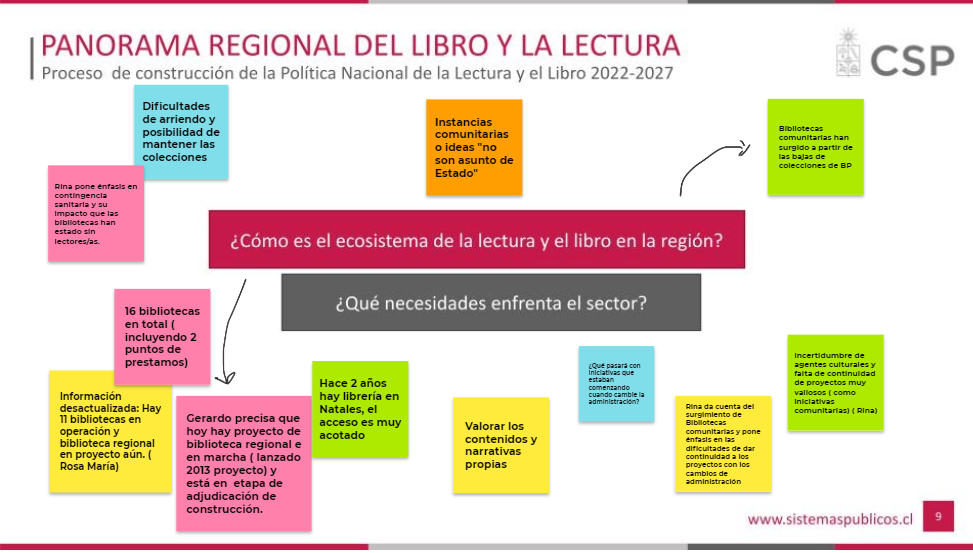 PANORAMA REGIONAL DEL LIBRO Y LA LECTURA
Proceso de construcción de la Política Nacional de la Lectura y el Libro 2022-2027
CSP
Dificultades
de arriendo y
posibilidad de
mantener las
colecciones
Rina pone énfasis en
contingencia
sanitaria y su
impacto que las
bibliotecas han
estado sin
lectores/as.
Instancias
comunitarias
o ideas "no
son asunto de
Estado"
Bibliotecas
comunitarias han
surgido a partir de
las bajas de
colecciones de BP
¿Cómo es el ecosistema de la lectura y el libro en la región?
¿Qué necesidades enfrenta el sector?
16 bibliotecas
en total (
incluyendo 2
puntos de
prestamos)
Información
desactualizada: Hay
11 bibliotecas en
operación y
biblioteca regional
en proyecto aún. (
Rosa María)
Gerardo precisa que
hoy hay proyecto de
biblioteca regional e
en marcha ( lanzado
2013 proyecto) y
está en etapa de
adjudicación de
construcción.
Hace 2 años
hay librería en
Natales, el
acceso es muy
acotado
Valorar los
contenidos y
narrativas
propias
¿Qué pasará con
iniciativas que
estaban
comenzando
cuando cambie la
administración?
Rina da cuenta del
surgimiento de
Bibliotecas
comunitarias y pone
énfasis en las
dificultades de dar
continuidad a los
proyectos con los
cambios de
administración
Incertidumbre de
agentes culturales y
falta de continuidad
de proyectos muy
valiosos ( como
iniciativas
comunitarias) ( Rina)
www.sistemaspublicos.cl
9